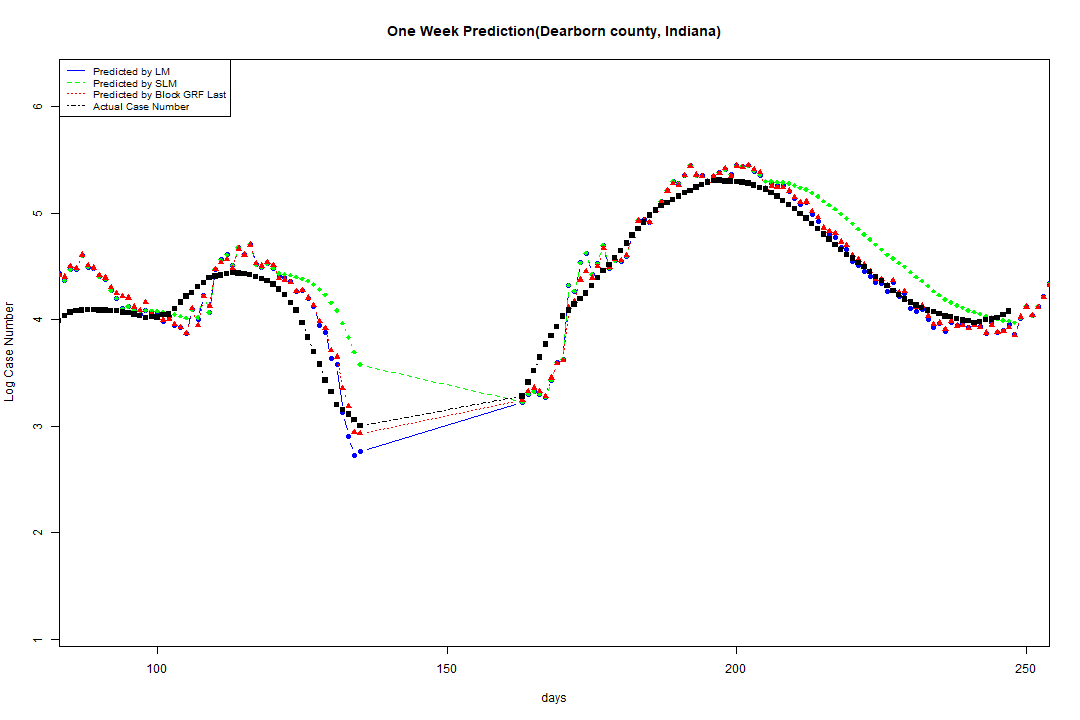 One Week Prediction(Dearborn county, Indiana)
Predicted by LM
Predicted by SLM
Predicted by Block GRF Last
Actual Case Number
6
5
4
3
2
1
Log Case Number
100 150 200 250
days